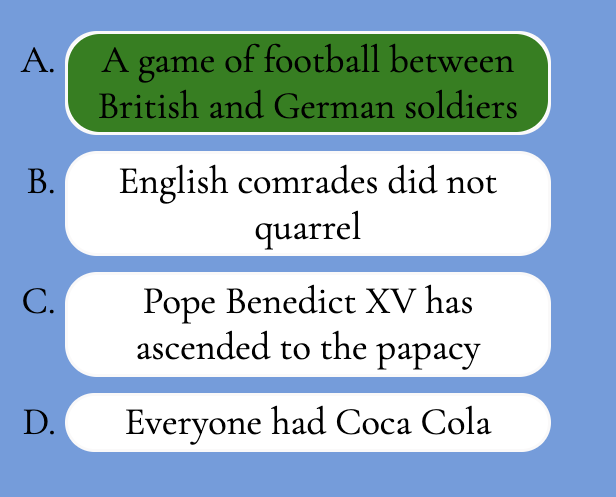 A. A game of football between
British and German soldiers
B. English comrades did not
quarrel
C. Pope Benedict XV has
ascended to the papacy
D. Everyone had Coca Cola